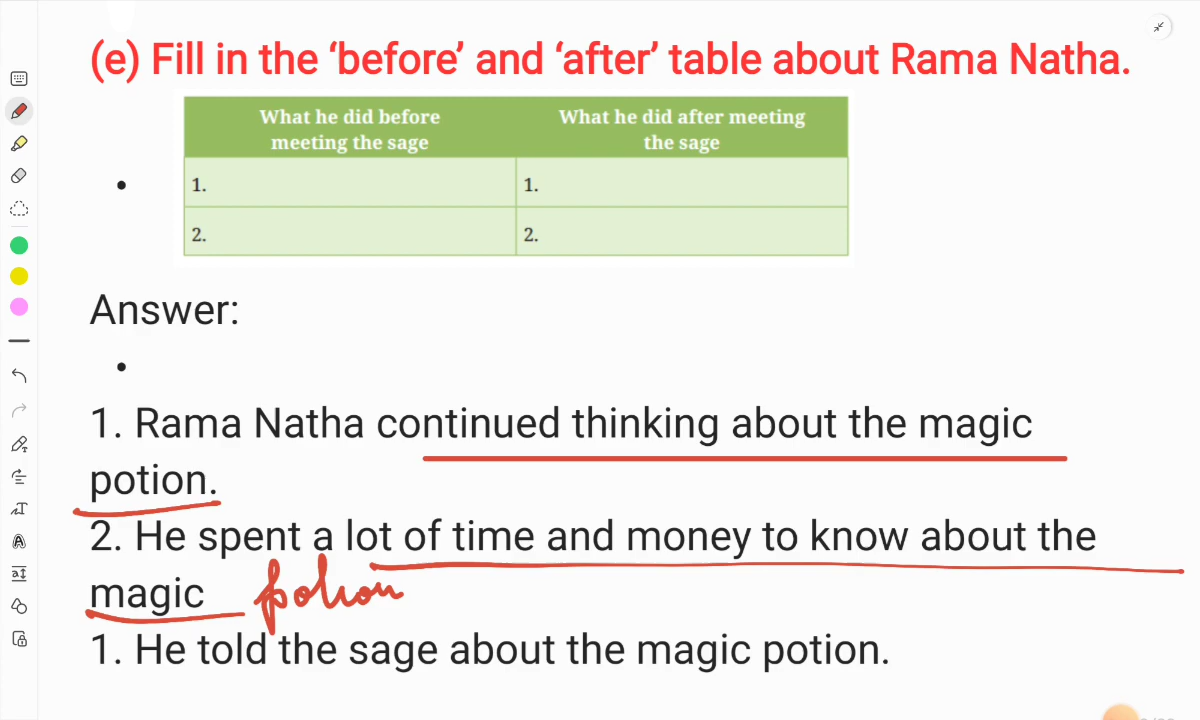 (e) Fill in the ‘before’ and ‘after’ table about Rama Natha.
What he did before
meeting the sage
What he did after meeting
the sage
1.
1.
2.
2.
Answer:
1. Rama Natha continued thinking about the magic
potion.
2. He spent a lot of time and money to know about the
magic potion
1. He told the sage about the magic potion.